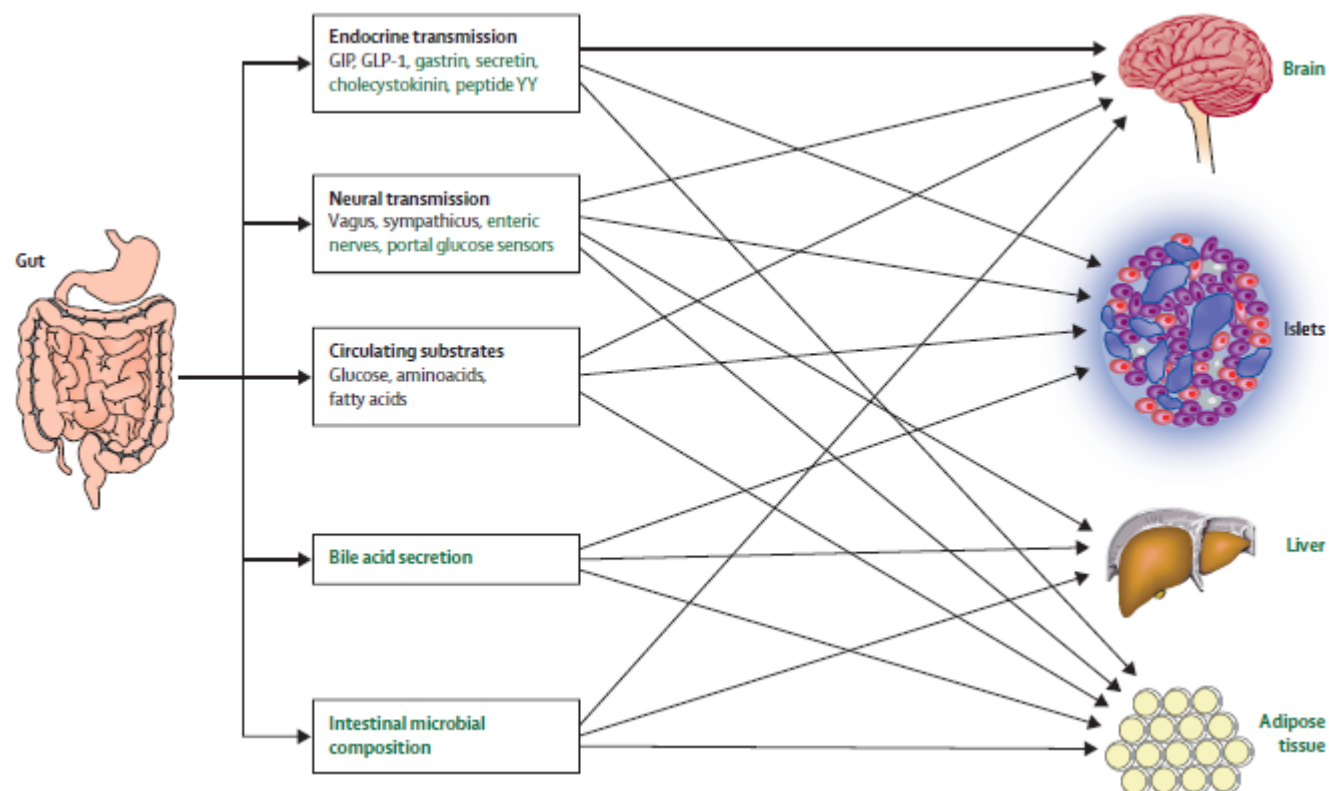 Gut
Endocrine transmission
GIP, GLP-1, gastrin, secretin,
cholecystokinin, peptide YY
Neural transmission
Vagus, sympathicus, enteric
nerves, portal glucose sensors
Circulating substrates
Glucose, aminoacids,
fatty acids
Bile acid secretion
Intestinal microbial
composition
Brain
Islets
Liver
Adipose
tissue